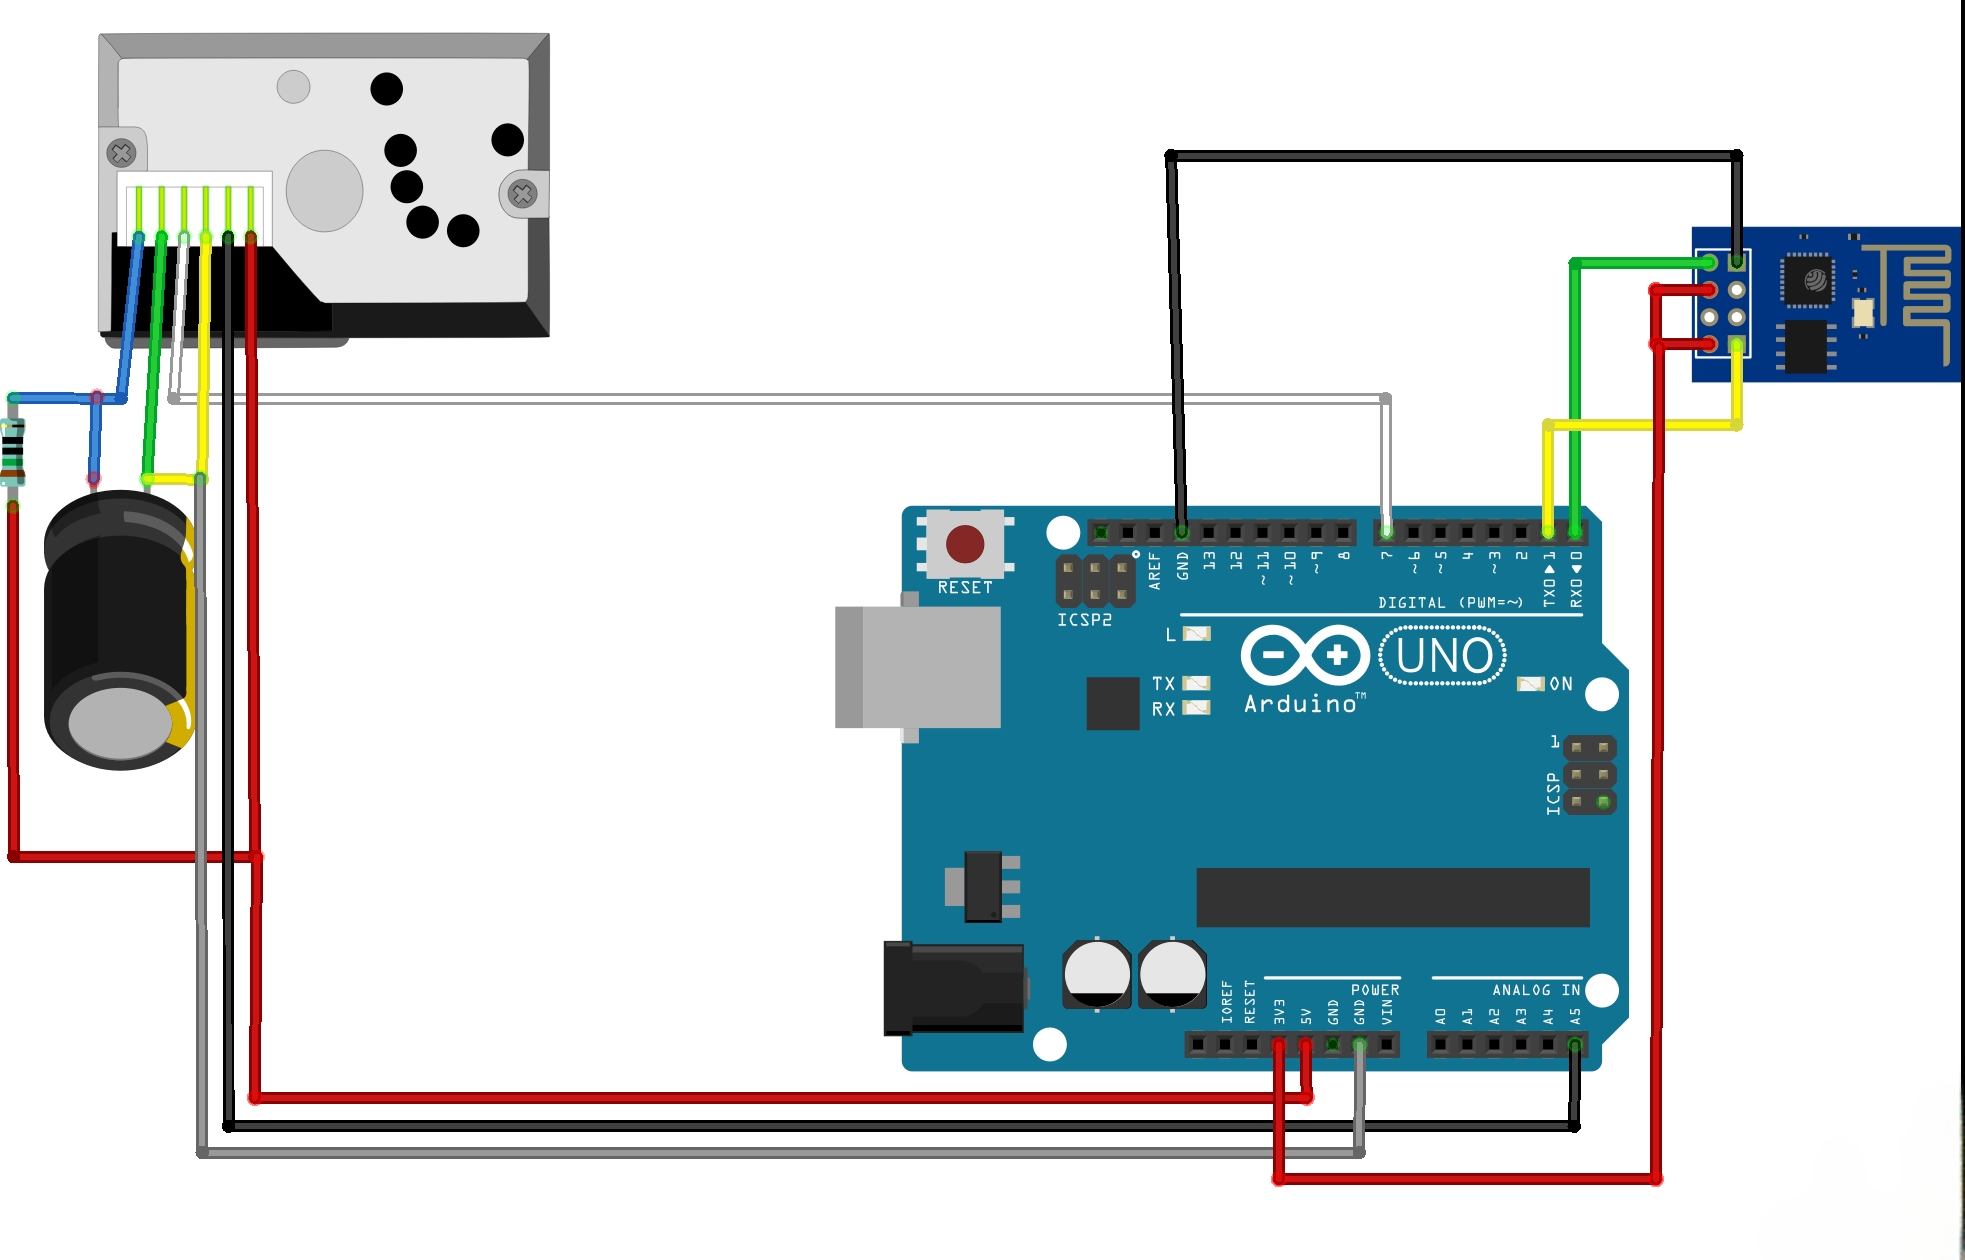 RESET
ICSP2
AREF
GND
13
12
~11
~10
~9
8
7
~6
~5
4
~3
2
TX0▶1
RX0◀0
DIGITAL (PWM=~)
L
TX
RX
UNO
Arduino™
ON
1
ICSP
POWER
ANALOG IN
IOREF
RESET
3V3
5V
GND
GND
VIN
A0
A1
A2
A3
A4
A5